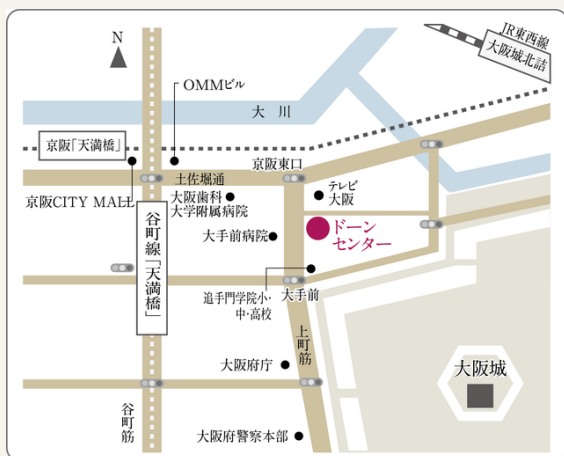 JR東西線
大阪城北詰
N
OMMビル
大川
京阪「天満橋」
京阪東口
土佐堀通
京阪CITY MALL
大阪歯科
大学附属病院
テレビ
大阪
谷町線「天満橋」
大手前病院
ドーン
センター
追手門学院小・
中・高校
大手前
上町筋
大阪府庁
大阪城
谷町筋
大阪府警察本部